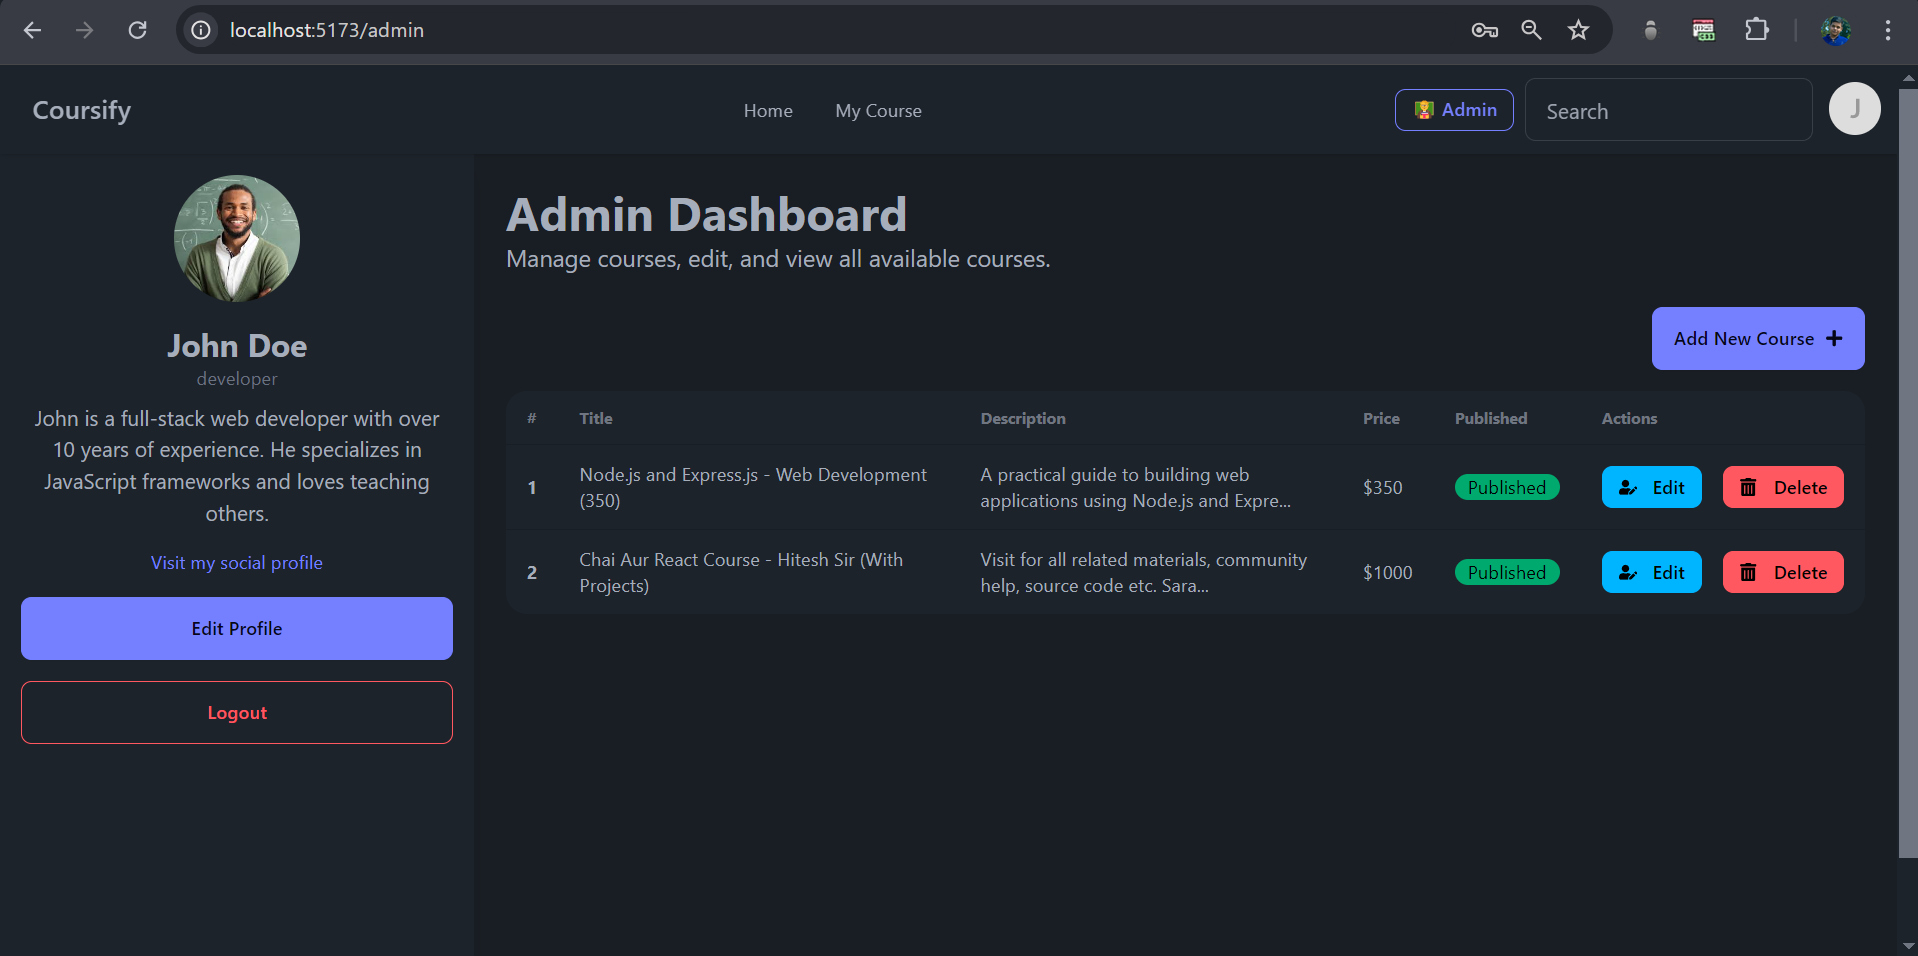 localhost:5173/admin
Coursify
Home
My Course
Admin
Search
J
John Doe
developer
John is a full-stack web developer with over
10 years of experience. He specializes in
JavaScript frameworks and loves teaching
others.
Visit my social profile
Edit Profile
Logout
Admin Dashboard
Manage courses, edit, and view all available courses.
Add New Course
# Title Description Price Published Actions
1 Node.js and Express.js - Web Development A practical guide to building web $350 Published Edit Delete
(350) applications using Node.js and Expre...
2 Chai Aur React Course - Hitesh Sir (With Visit for all related materials, community $1000 Published Edit Delete
Projects) help, source code etc. Sara...